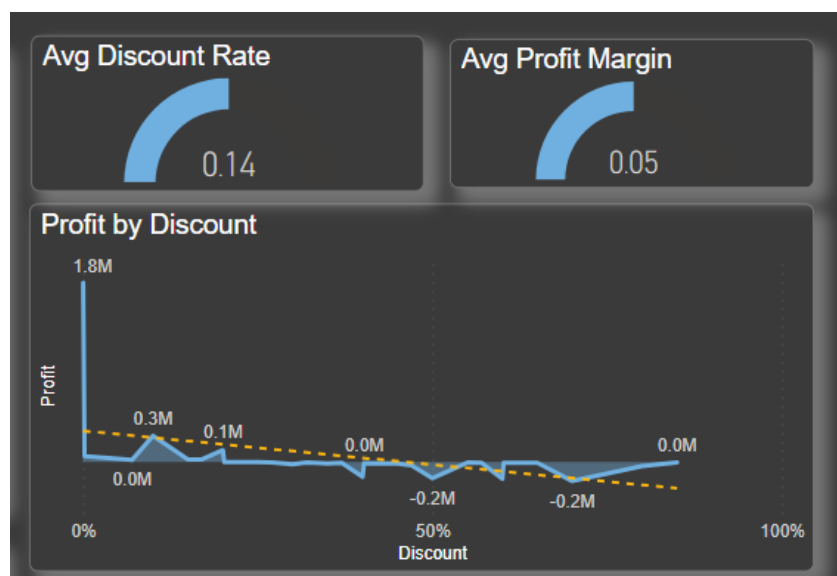 Avg Discount Rate
0.14
Avg Profit Margin
0.05
Profit by Discount
1.8M
Profit
0.3M
0.1M
0.0M
0.0M
0.0M
-0.2M
-0.2M
0%
50%
100%
Discount